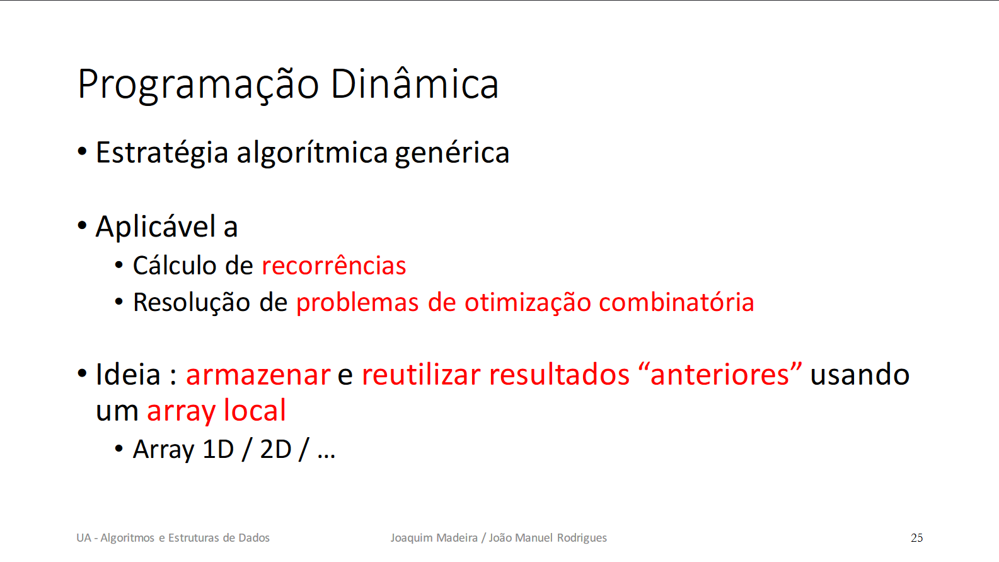 Programação Dinâmica
• Estratégia algorítmica genérica
• Aplicável a
• Cálculo de recorrências
• Resolução de problemas de otimização combinatória
• Ideia : armazenar e reutilizar resultados “anteriores” usando
um array local
• Array 1D / 2D / …
UA - Algoritmos e Estruturas de Dados
Joaquim Madeira / João Manuel Rodrigues
25